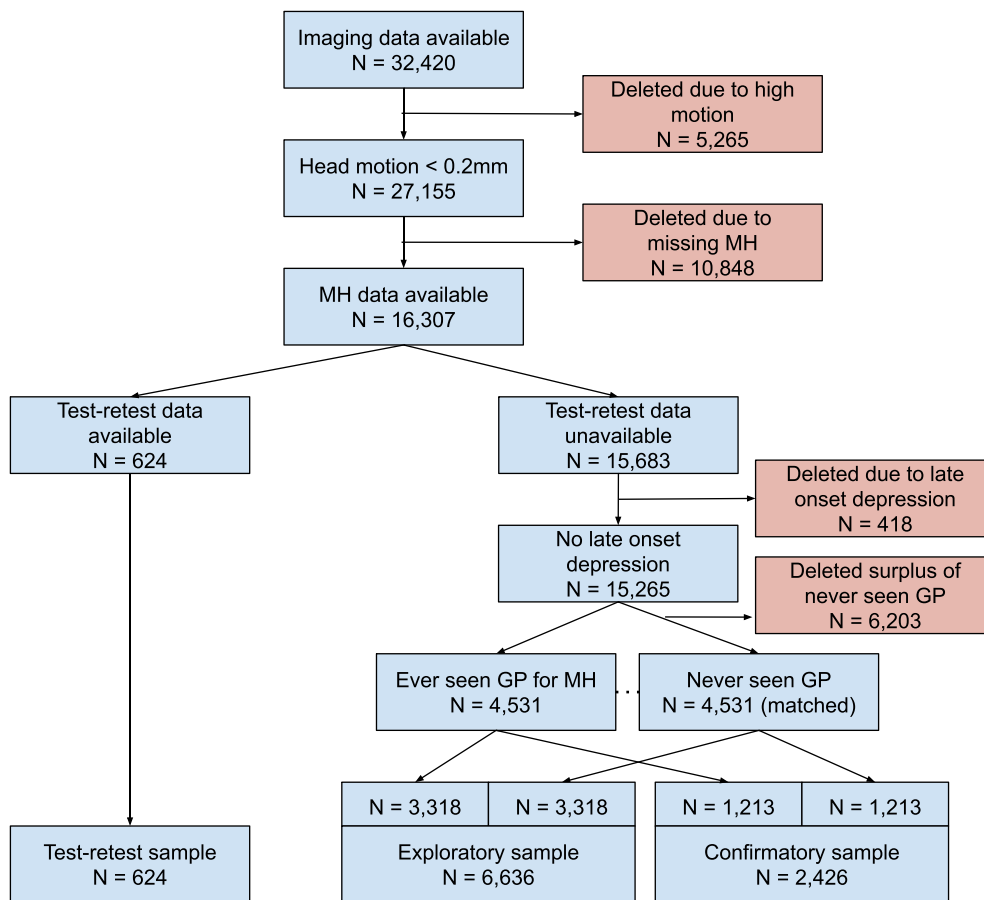 Imaging data available
N = 32,420
Deleted due to high
motion
N = 5,265
Head motion < 0.2mm
N = 27,155
Deleted due to
missing MH
N = 10,848
MH data available
N = 16,307
Test-retest data
available
N = 624
Test-retest data
unavailable
N = 15,683
Deleted due to late
onset depression
N = 418
No late onset
depression
N = 15,265
Deleted surplus of
never seen GP
N = 6,203
Ever seen GP for MH
N = 4,531
Never seen GP
N = 4,531 (matched)
N = 3,318
N = 3,318
N = 1,213
N = 1,213
Test-retest sample
N = 624
Exploratory sample
N = 6,636
Confirmatory sample
N = 2,426